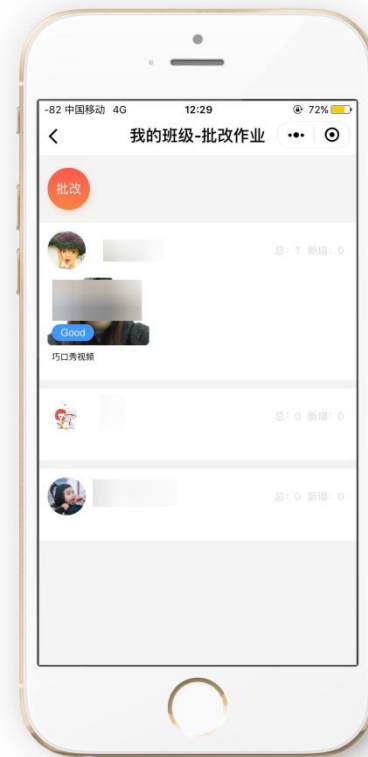 -82 中国移动 4G 12:29 72%
我的班级-批改作业
批改
总: 1 新增: 0
Good
巧口秀视频
总: 0 新增: 0
总: 0 新增: 0